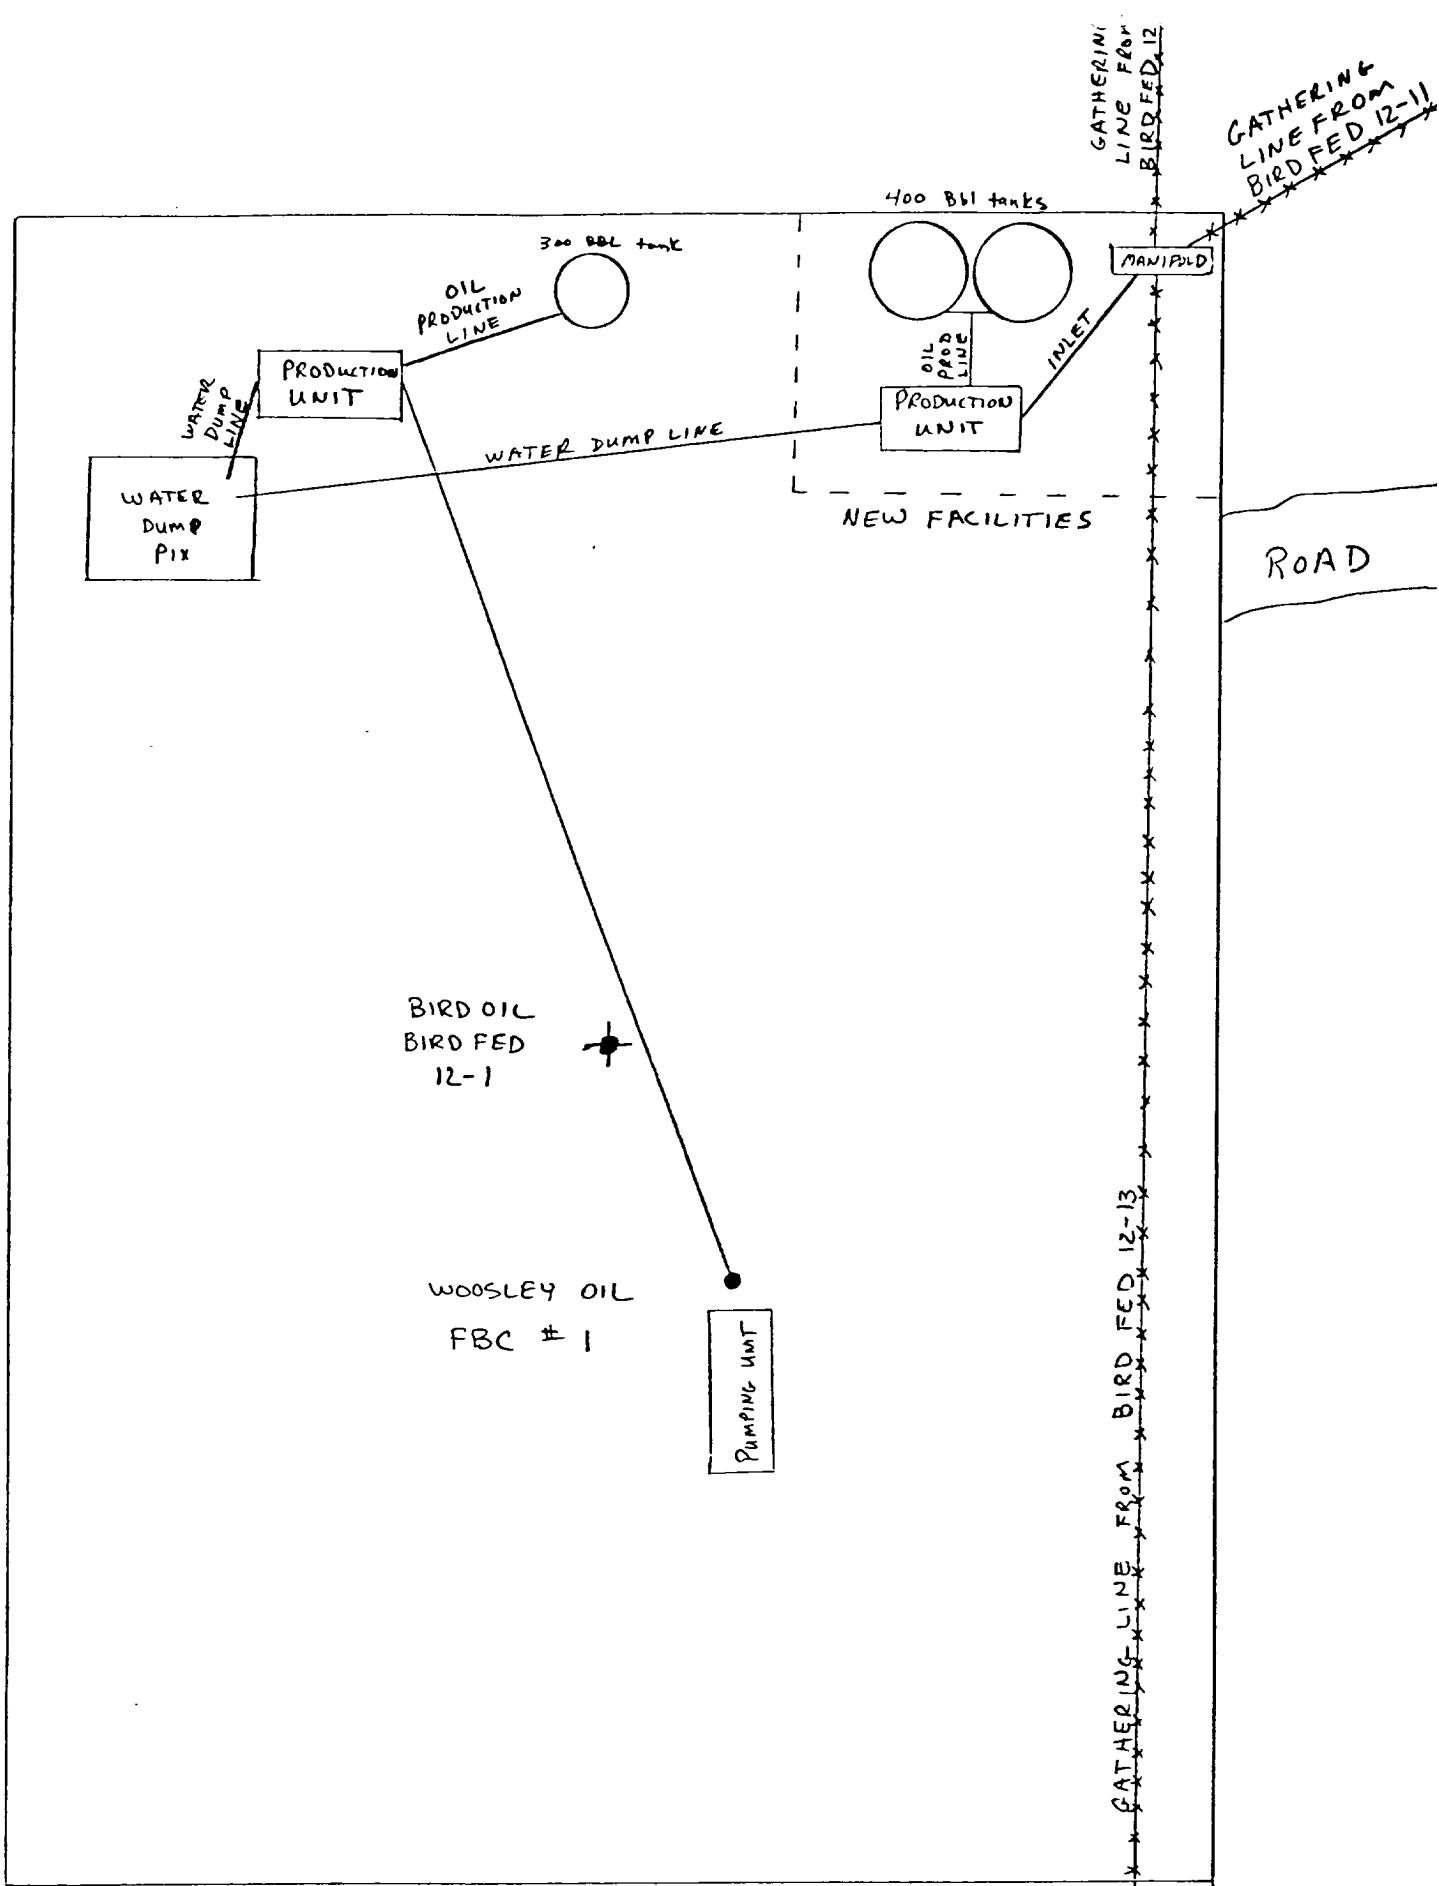 GATHERIN
LINE FROM
BIRD FED 12
GATHERING
LINE FROM
BIRD FED 12-11
400 Bbl tanks
300 BBL tank
MANIFOLD
OIL
PRODUCTION
LINE
INLET
OIL
PROD
LINE
PRODUCTION
UNIT
WATER
DUMP
LINE
PRODUCTION
UNIT
WATER DUMP LINE
WATER
DUMP
PIX
NEW FACILITIES
ROAD
BIRD OIL
BIRD FED
12-1
WOOSLEY OIL
FBC # 1
PUMPING UNIT
GATHERING LINE FROM BIRD FED 12-13